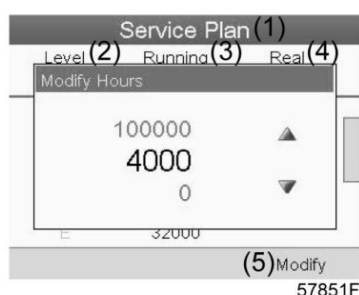 Service Plan (1)
Level (2) Running (3) Real (4)
Modify Hours
100000
4000
0
E 32000
(5) Modify
57851F